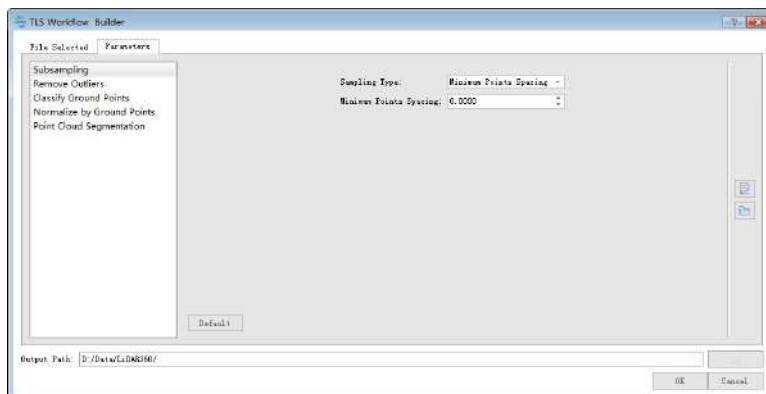 TLS Workflow Builder
File Selected Parameters
Subsampling
Remove Outliers
Classify Ground Points
Normalize by Ground Points
Point Cloud Segmentation
Sampling Type: Minimum Points Spacing
Minimum Points Spacing: 0.0000
Default
Output Path: D:/Data/LiDAR360/
...
OK Cancel